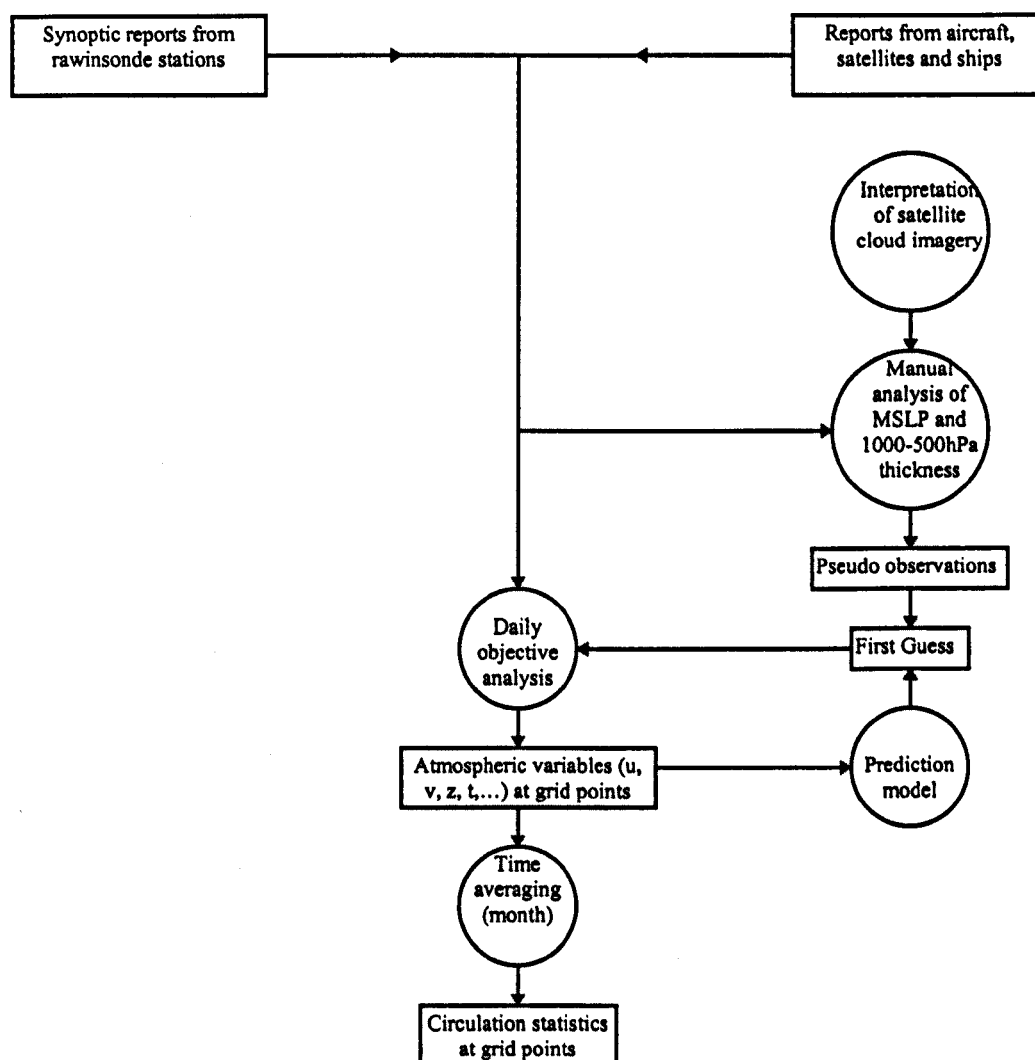 Synoptic reports from
rawinsonde stations
Reports from aircraft,
satellites and ships
Interpretation
of satellite
cloud imagery
Manual
analysis of
MSLP and
1000-500hPa
thickness
Pseudo observations
First Guess
Daily
objective
analysis
Prediction
model
Atmospheric variables (u,
v, z, t,...) at grid points
Time
averaging
(month)
Circulation statistics
at grid points